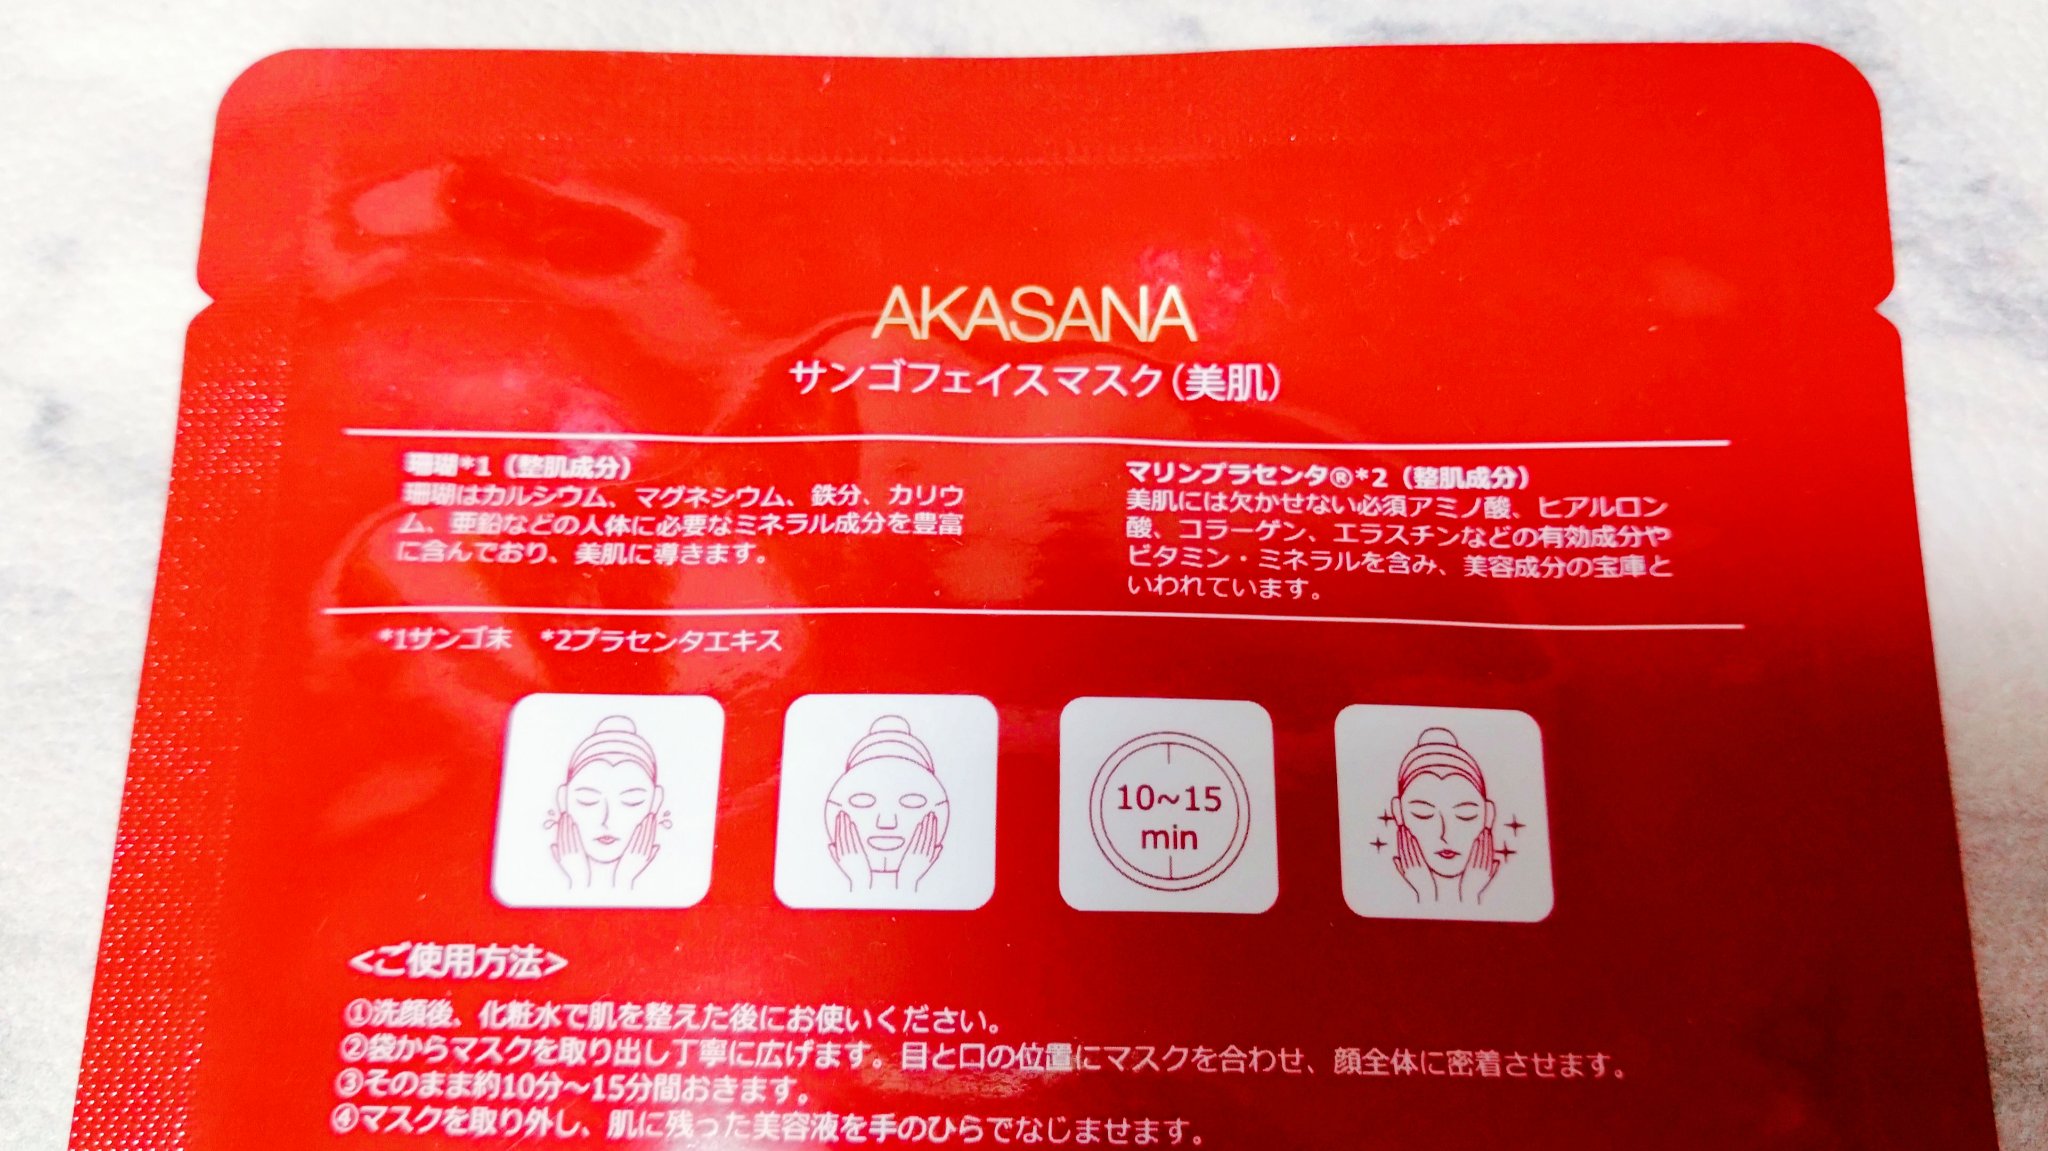 AKASANA
サンゴフェイスマスク(美肌)
珊瑚*1(整肌成分)
珊瑚はカルシウム、マグネシウム、鉄分、カリウ
ム、亜鉛などの人体に必要なミネラル成分を豊富
に含んでおり、美肌に導きます。
マリンプラセンタ®*2(整肌成分)
美肌には欠かせない必須アミノ酸、ヒアルロン
酸、コラーゲン、エラスチンなどの有効成分や
ビタミン・ミネラルを含み、美容成分の宝庫と
いわれています。
*1サンゴ末 *2プラセンタエキス
10~15
min
<ご使用方法>
①洗顔後、化粧水で肌を整えた後にお使いください。
②袋からマスクを取り出し丁寧に広げます。目と口の位置にマスクを合わせ、顔全体に密着させます。
③そのまま約10分～15分間おきます。
④マスクを取り外し、肌に残った美容液を手のひらでなじませます。